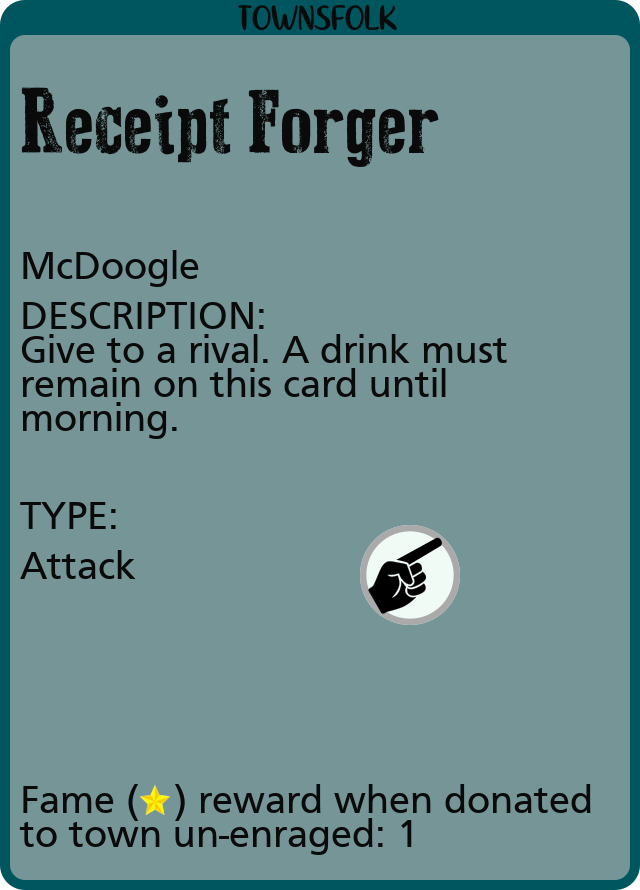 TOWNSFOLK
Receipt Forger
McDoogle
DESCRIPTION:
Give to a rival. A drink must
remain on this card until
morning.
TYPE:
Attack
Fame (⭐) reward when donated
to town un-enraged: 1